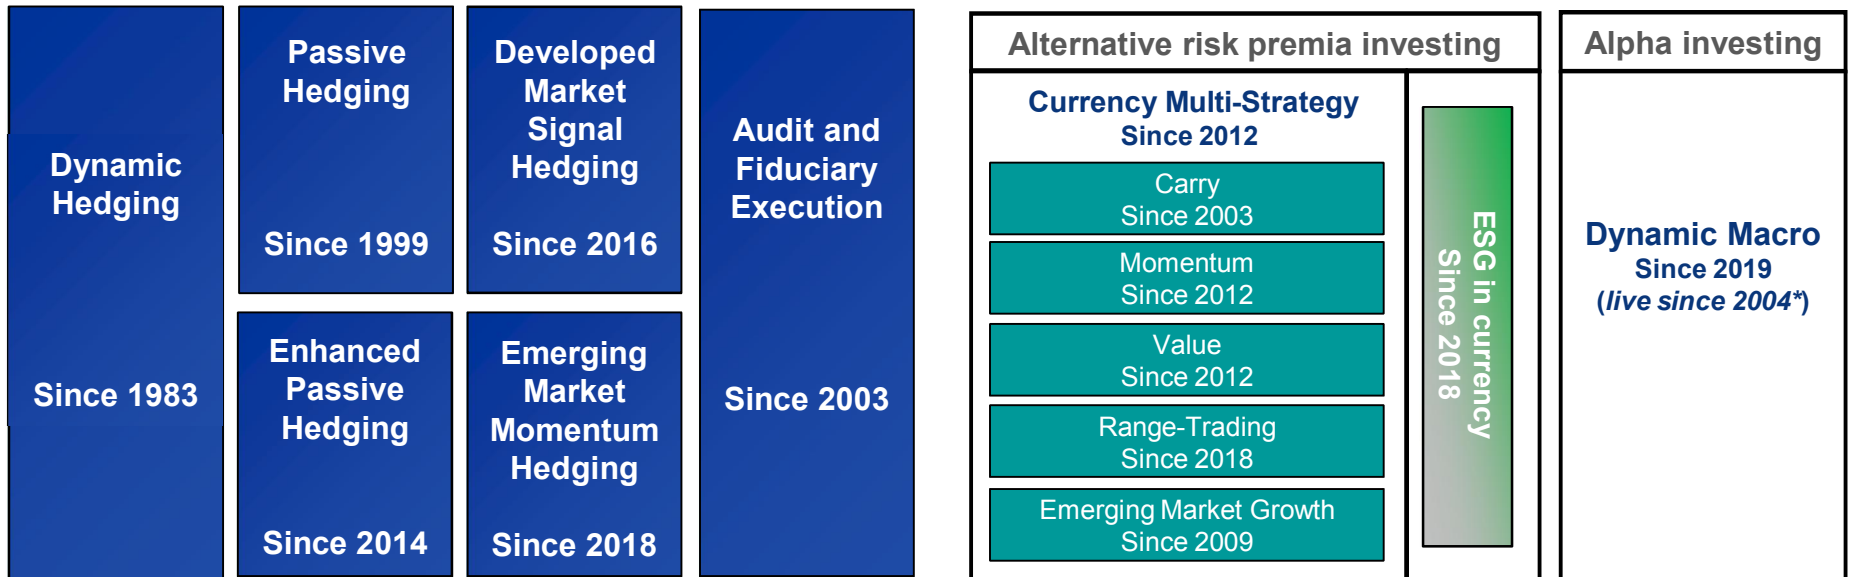 Dynamic
Hedging
Since 1983
Passive
Hedging
Since 1999
Enhanced
Passive
Hedging
Since 2014
Developed
Market
Signal
Hedging
Since 2016
Emerging
Market
Momentum
Hedging
Since 2018
Audit and
Fiduciary
Execution
Since 2003
Alternative risk premia investing
Currency Multi-Strategy
Since 2012
Carry
Since 2003
Momentum
Since 2012
Value
Since 2012
Range-Trading
Since 2018
Emerging Market Growth
Since 2009
ESG in currency
Since 2018
Alpha investing
Dynamic Macro
Since 2019
(live since 2004*)